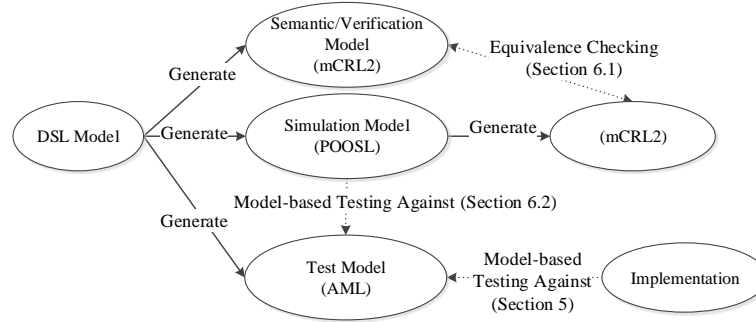 Semantic/Verification
Model
(mCRL2)
Equivalence Checking
(Section 6.1)
Generate
DSL Model
Generate
Simulation Model
(POOSL)
Generate
(mCRL2)
Model-based Testing Against (Section 6.2)
Generate
Test Model
(AML)
Model-based
Testing Against
(Section 5)
Implementation